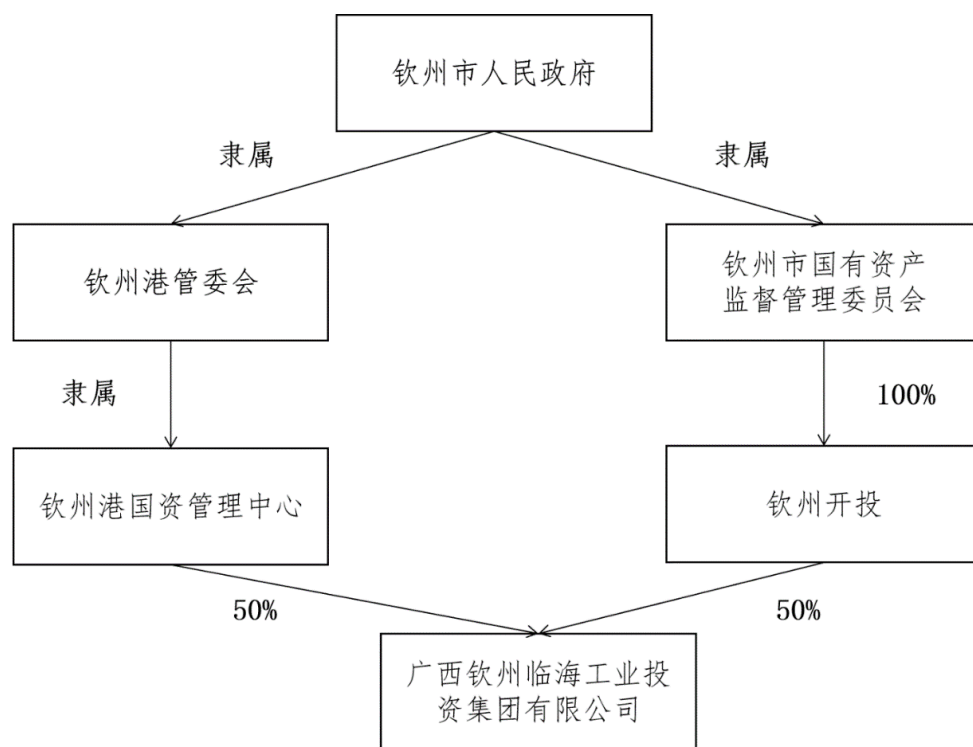 钦州市人民政府
隶属
隶属
钦州港管委会
钦州市国有资产
监督管理委员会
隶属
100%
钦州港国资管理中心
钦州开投
50%
50%
广西钦州临海工业投
资集团有限公司